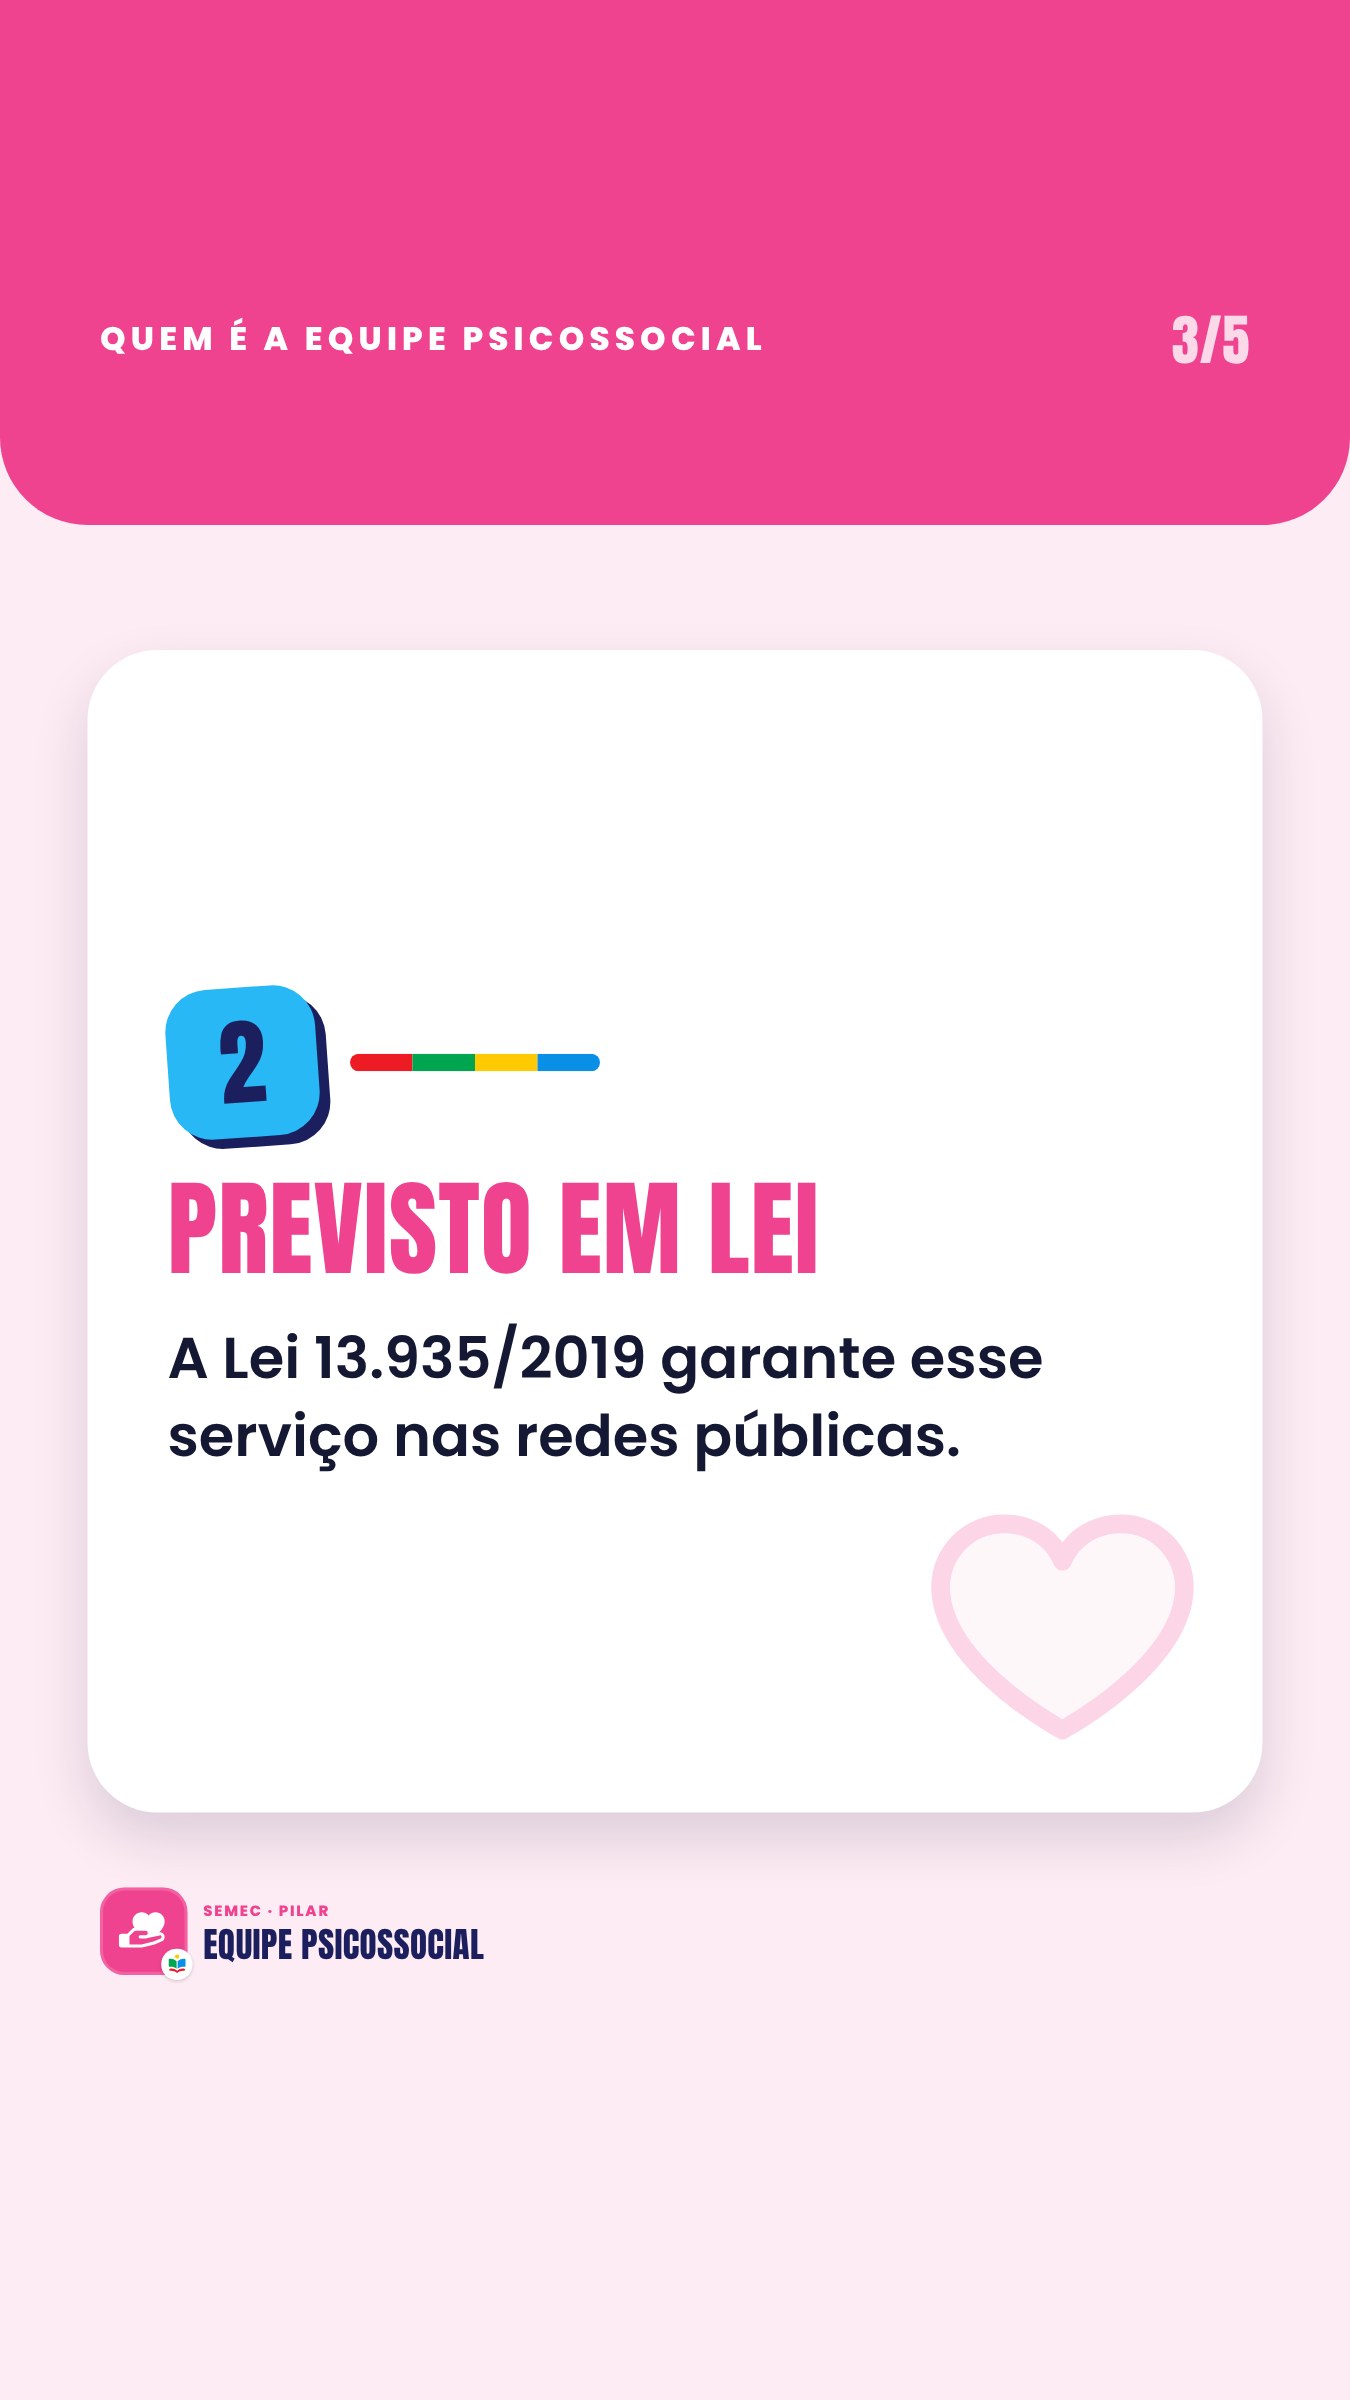 QUEM É A EQUIPE PSICOSSOCIAL
3/5
2
PREVISTO EM LEI
A Lei 13.935/2019 garante esse
serviço nas redes públicas.
SEMEC · PILAR
EQUIPE PSICOSSOCIAL